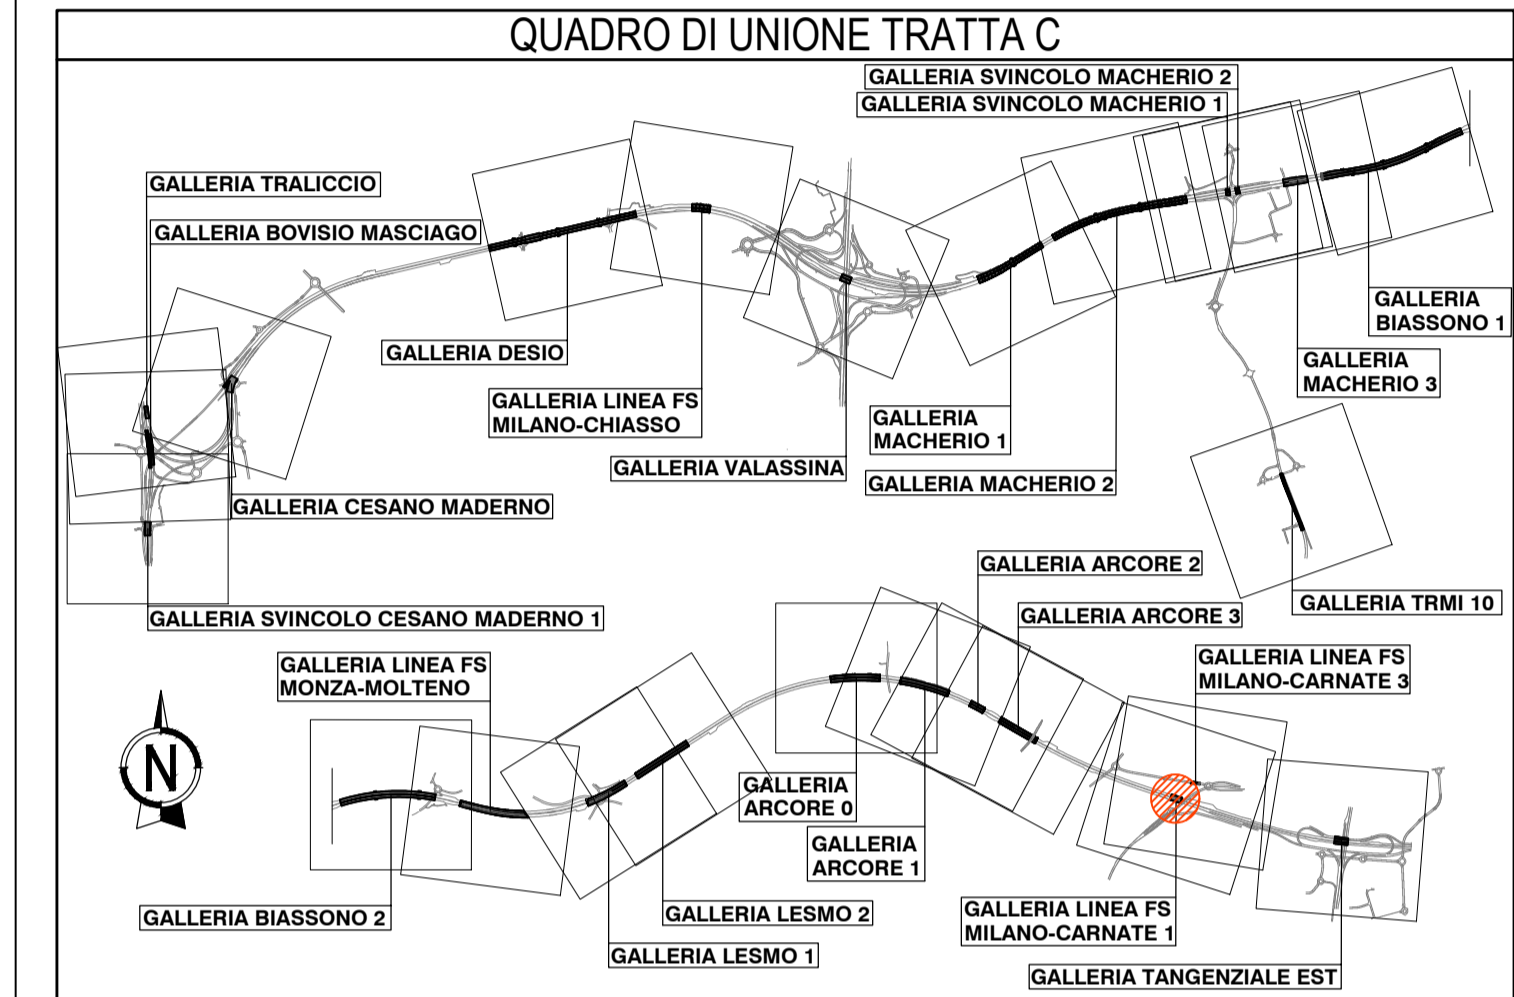 QUADRO DI UNIONE TRATTA C
GALLERIA SVINCOLO MACHERIO 2
GALLERIA SVINCOLO MACHERIO 1
GALLERIA TRALICCIO
GALLERIA BOVISIO MASCIAGO
GALLERIA DESIO
GALLERIA LINEA FS
MILANO-CHIASSO
GALLERIA VALASSINA
GALLERIA
MACHERIO 1
GALLERIA MACHERIO 2
GALLERIA
BIASSONO 1
GALLERIA
MACHERIO 3
GALLERIA CESANO MADERNO
GALLERIA SVINCOLO CESANO MADERNO 1
GALLERIA TRMI 10
GALLERIA ARCORE 2
GALLERIA ARCORE 3
GALLERIA LINEA FS
MONZA-MOLTENO
GALLERIA LINEA FS
MILANO-CARNATE 3
N
GALLERIA
ARCORE 0
GALLERIA
ARCORE 1
GALLERIA BIASSONO 2
GALLERIA LESMO 2
GALLERIA LESMO 1
GALLERIA LINEA FS
MILANO-CARNATE 1
GALLERIA TANGENZIALE EST